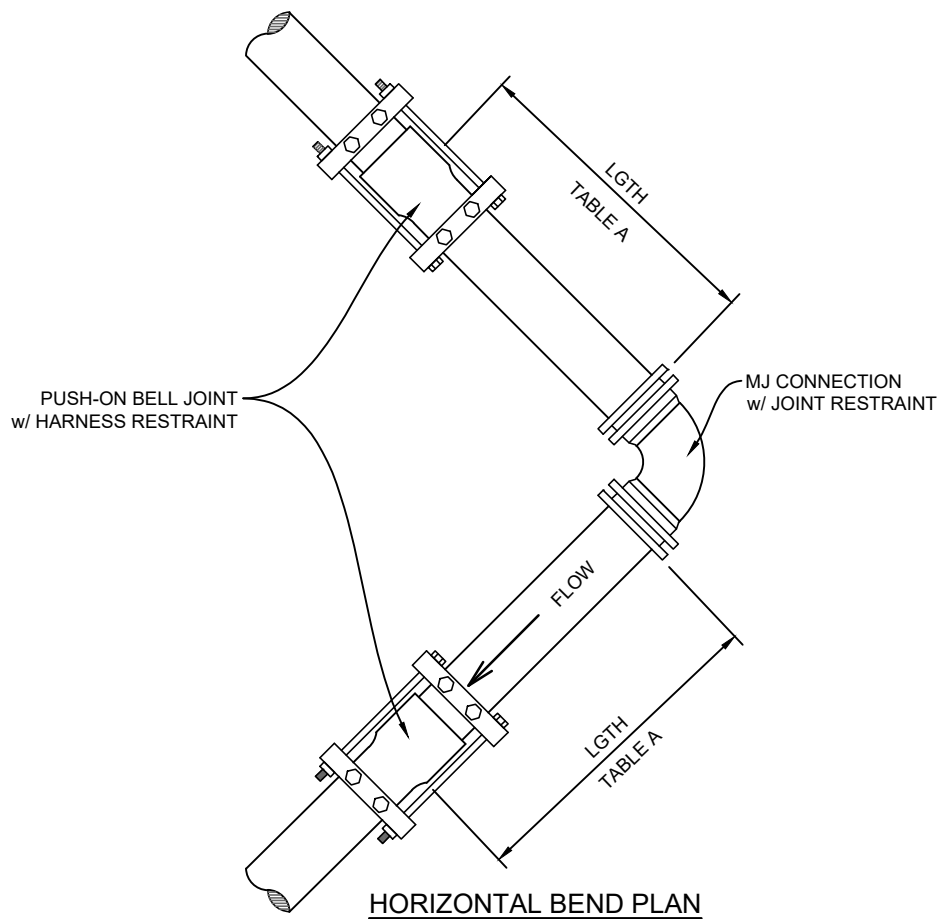 LGTH
TABLE A
PUSH-ON BELL JOINT
w/ HARNESS RESTRAINT
MJ CONNECTION
w/ JOINT RESTRAINT
FLOW
LGTH
TABLE A
HORIZONTAL BEND PLAN